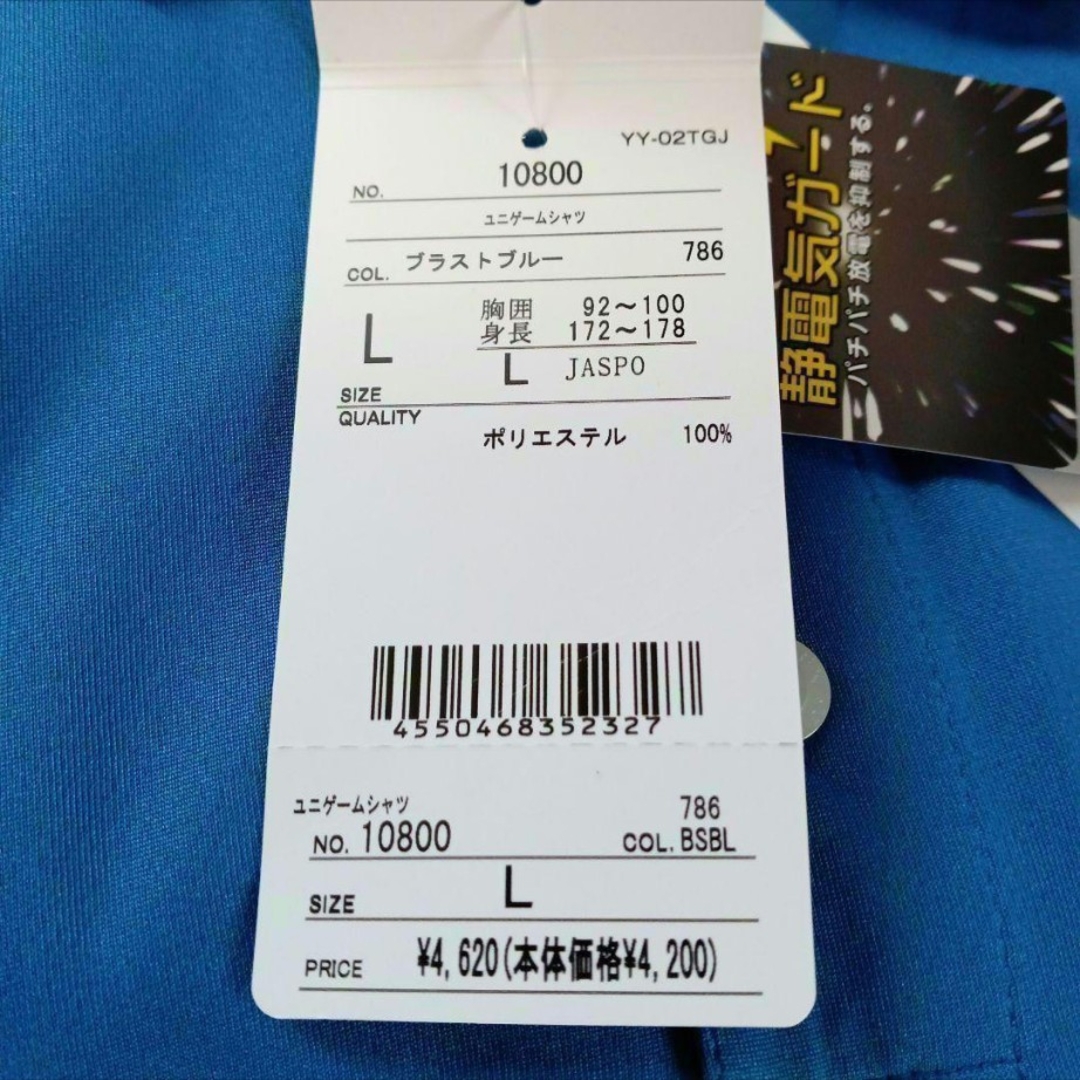 YY-02TGJ
NO. 10800
ユニゲームシャツ
COL. ブラストブルー 786
L 胸囲 92～100
身長 172～178
L JASPO
SIZE
QUALITY
ポリエステル 100%
4550468352327
ユニゲームシャツ 786
NO. 10800 COL. BSBL
SIZE L
PRICE ¥4,620(本体価格¥4,200)
静電気ガード
パチパチ放電を抑制する。